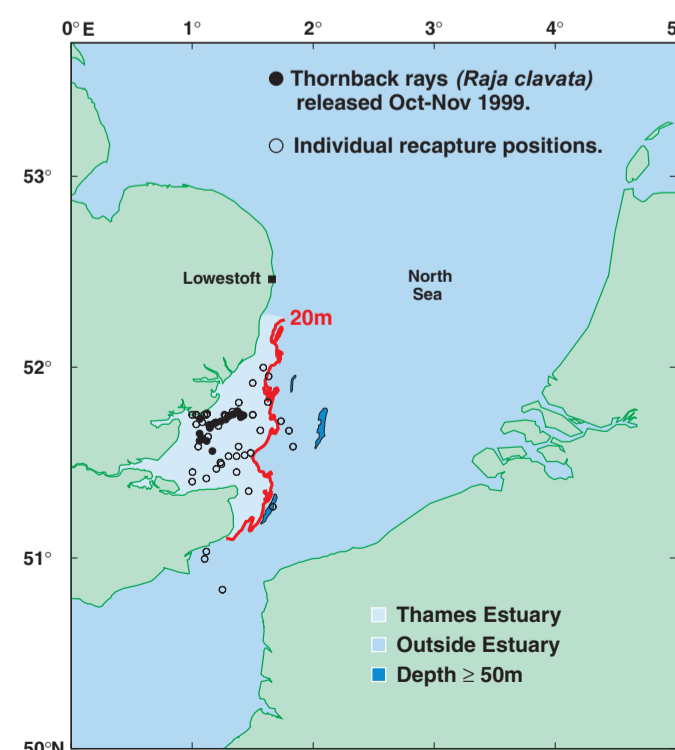 0° E 1° 2° 3° 4° 5
Thornback rays (Raja clavata)
released Oct-Nov 1999.
Individual recapture positions.
53°
Lowestoft
North
Sea
20m
52°
51°
Thames Estuary
Outside Estuary
Depth ≥ 50m
50°N